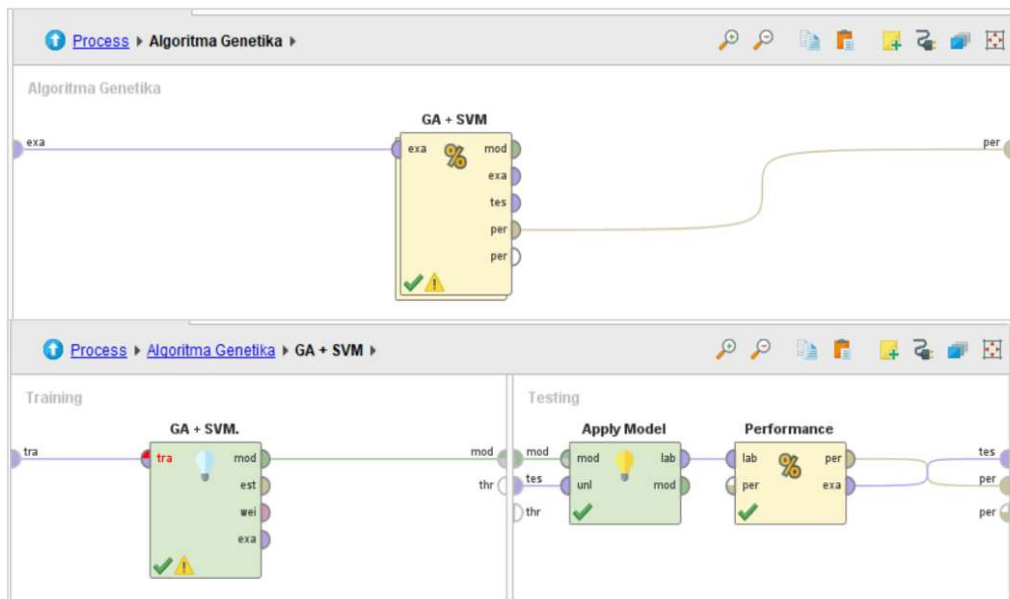 Process ▸ Algoritma Genetika ▸
Algoritma Genetika
GA + SVM
exa
exa
mod
exa
tes
per
per
per
Process ▸ Algoritma Genetika ▸ GA + SVM ▸
Training
GA + SVM.
tra
tra
mod
est
wei
exa
mod
thr
Testing
mod
tes
thr
Apply Model
mod
unl
lab
mod
Performance
lab
per
per
exa
tes
per
per